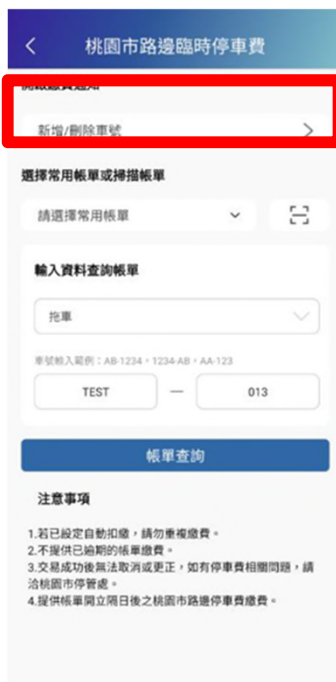 桃園市路邊臨時停車費
新增/刪除車號
選擇常用帳單或掃描帳單
請選擇常用帳單
輸入資料查詢帳單
拖車
車號輸入範例：AB-1234，1234-AB，AA-123
TEST — 013
帳單查詢
注意事項
1.若已設定自動扣繳，請勿重複繳費。
2.不提供已逾期的帳單繳費。
3.交易成功後無法取消或更正，如有停車費相關問題，請
洽桃園市停管處。
4.提供帳單開立隔日後之桃園市路邊停車費繳費。